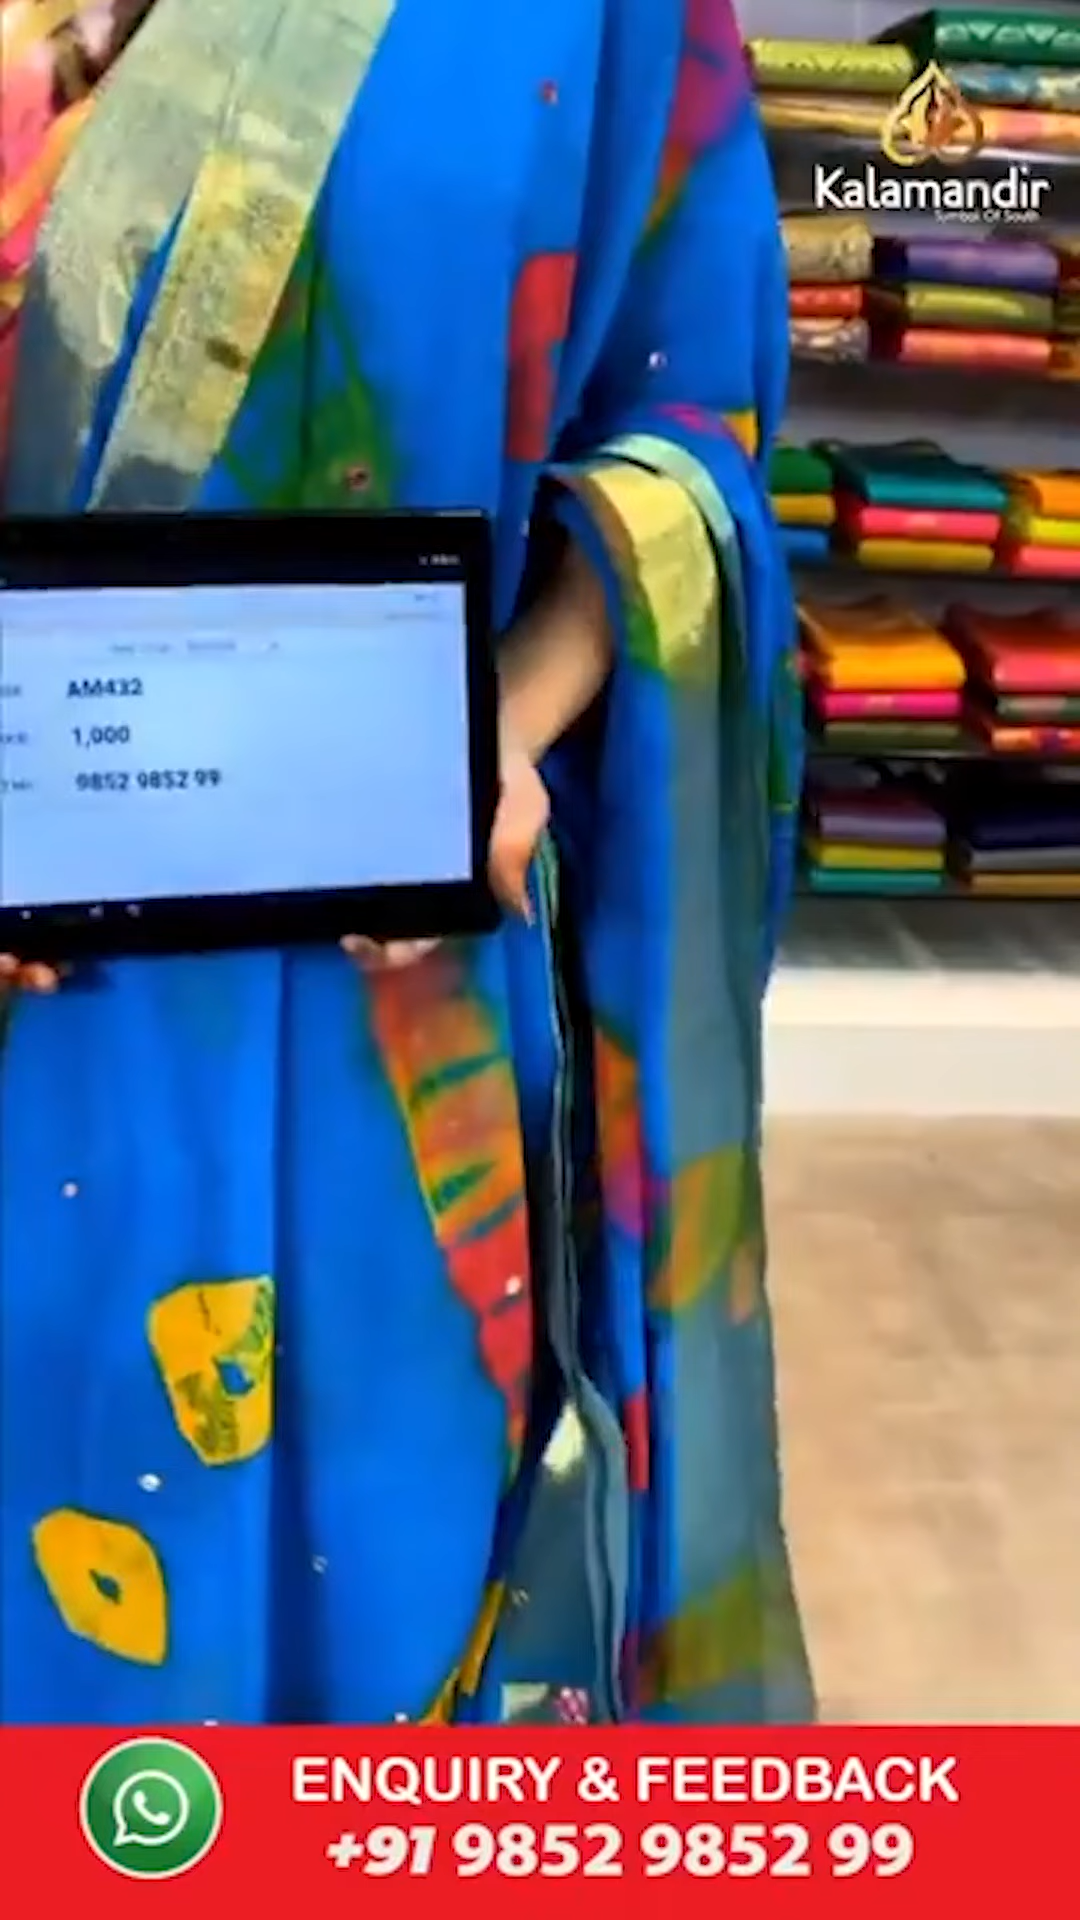 Kalamandir
Symbol Of South
AM432
1,000
9852 9852 99
ENQUIRY & FEEDBACK
+91 9852 9852 99